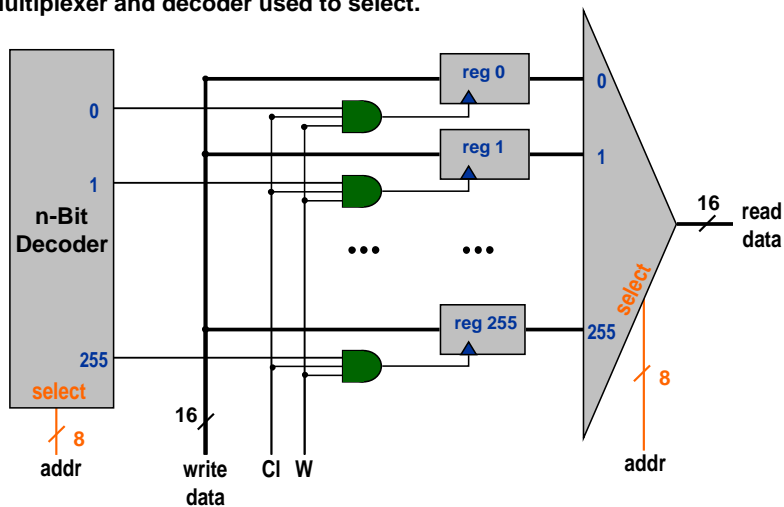 ultiplexer and decoder used to select.
reg 0
0
0
reg 1
1
1
n-Bit
Decoder
16
read
data
select
reg 255
255
255
select
8
8
16
addr
write
data
Cl
W
addr